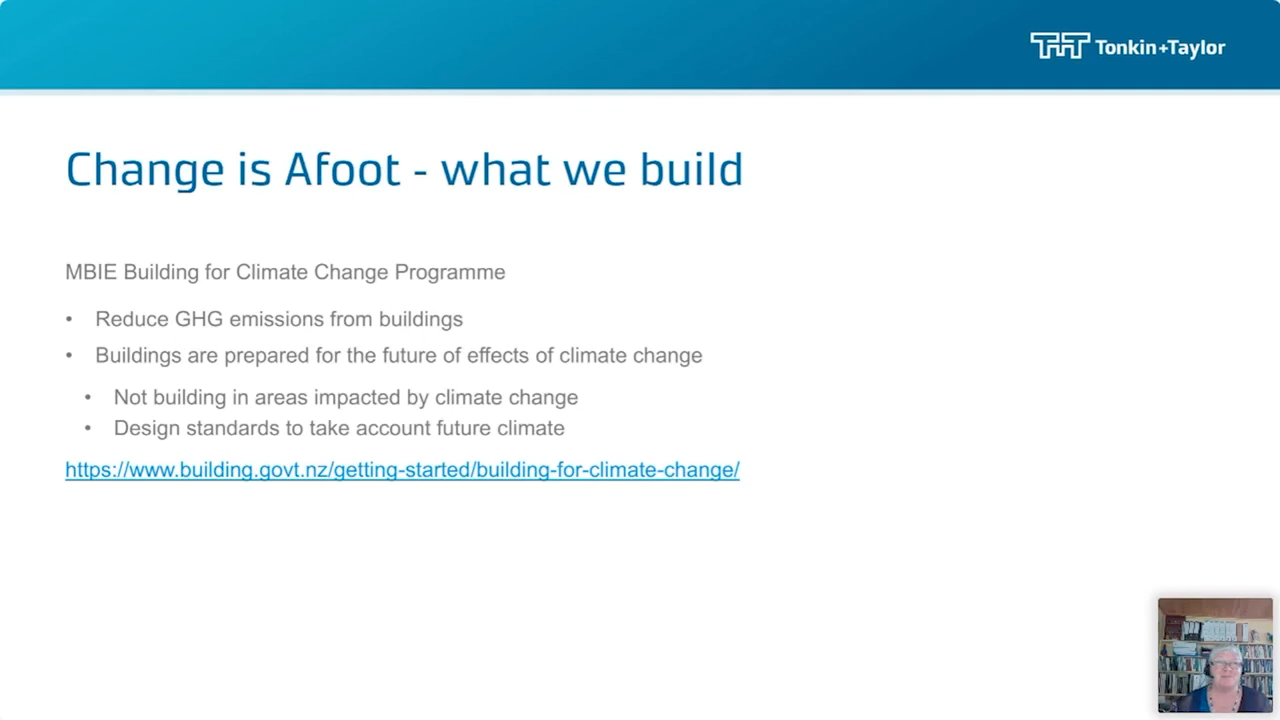 Tonkin+Taylor
Change is Afoot - what we build
MBIE Building for Climate Change Programme
• Reduce GHG emissions from buildings
• Buildings are prepared for the future of effects of climate change
• Not building in areas impacted by climate change
• Design standards to take account future climate
https://www.building.govt.nz/getting-started/building-for-climate-change/